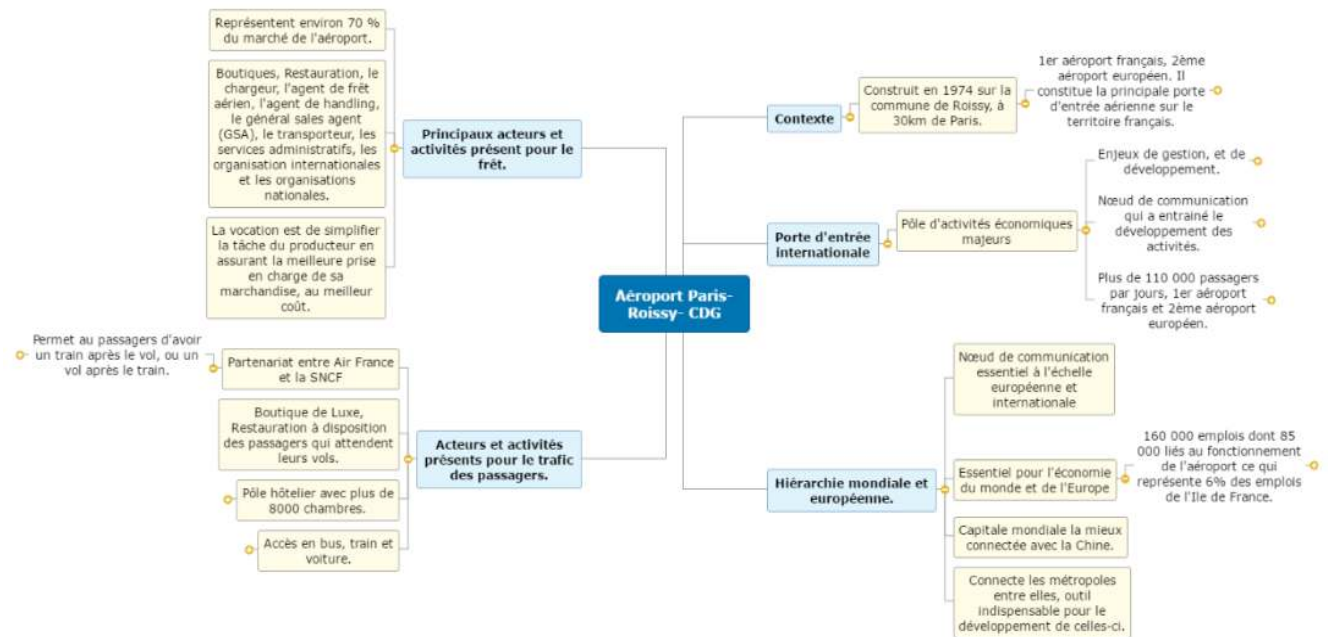 Aéroport Paris-
Roissy- CDG
Contexte
Construit en 1974 sur la
commune de Roissy, à
30km de Paris.
1er aéroport français, 2ème
aéroport européen. Il
constitue la principale porte
d'entrée aérienne sur le
territoire français.
Porte d'entrée
internationale
Pôle d'activités économiques
majeurs
Enjeux de gestion, et de
développement.
Nœud de communication
qui a entrainé le
développement des
activités.
Plus de 110 000 passagers
par jours, 1er aéroport
français et 2ème aéroport
européen.
Hiérarchie mondiale et
européenne.
Nœud de communication
essentiel à l'échelle
européenne et
internationale
Essentiel pour l'économie
du monde et de l'Europe
160 000 emplois dont 85
000 liés au fonctionnement
de l'aéroport ce qui
représente 6% des emplois
de l'Ile de France.
Capitale mondiale la mieux
connectée avec la Chine.
Connecte les métropoles
entre elles, outil
indispensable pour le
développement de celles-ci.
Principaux acteurs et
activités présent pour le
frêt.
Représentent environ 70 %
du marché de l'aéroport.
Boutiques, Restauration, le
chargeur, l'agent de frêt
aérien, l'agent de handling,
le général sales agent
(GSA), le transporteur, les
services administratifs, les
organisation internationales
et les organisations
nationales.
La vocation est de simplifier
la tâche du producteur en
assurant la meilleure prise
en charge de sa
marchandise, au meilleur
coût.
Acteurs et activités
présents pour le trafic
des passagers.
Partenariat entre Air France
et la SNCF
Permet au passagers d'avoir
un train après le vol, ou un
vol après le train.
Boutique de Luxe,
Restauration à disposition
des passagers qui attendent
leurs vols.
Pôle hôtelier avec plus de
8000 chambres.
Accès en bus, train et
voiture.